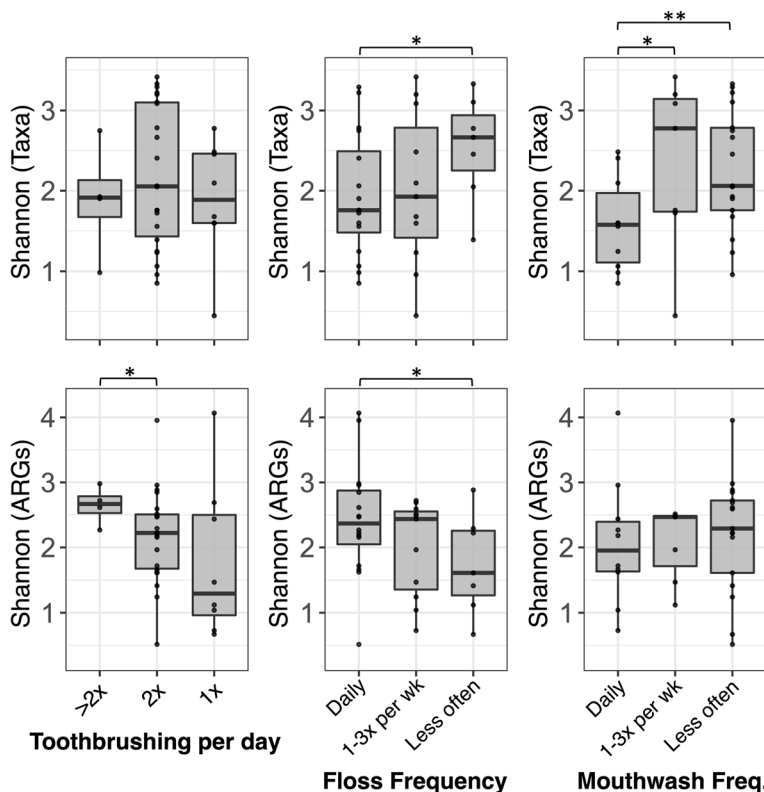 *
*
**
Shannon (Taxa)
3
2
1
Shannon (Taxa)
3
2
1
Shannon (Taxa)
3
2
1
*
*
Shannon (ARGs)
4
3
2
1
Shannon (ARGs)
4
3
2
1
Shannon (ARGs)
4
3
2
1
>2x
2x
1x
Toothbrushing per day
Daily
1-3x per wk
Less often
Floss Frequency
Daily
1-3x per wk
Less often
Mouthwash Freq.